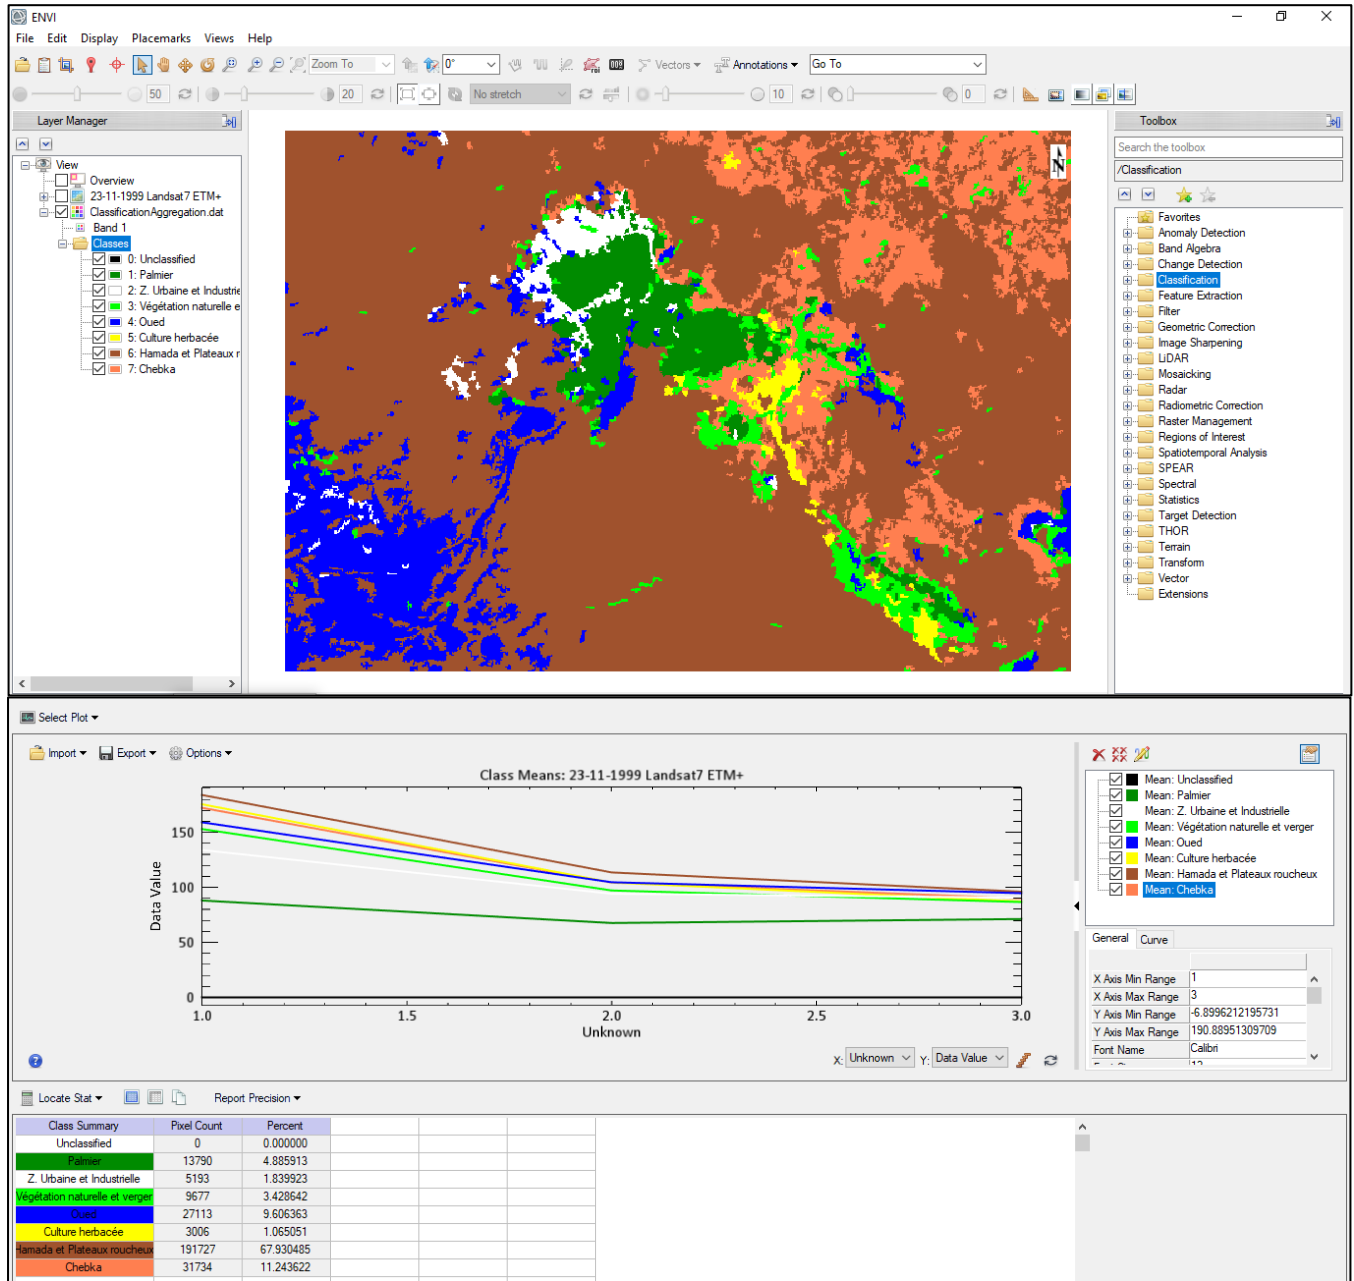 ENVI
File Edit Display Placemarks Views Help
Zoom To 0° Vectors Annotations Go To
50 20 No stretch 10 0
Layer Manager
View
Overview
23-11-1999 Landsat7 ETM+
ClassificationAggregation.dat
Band 1
Classes
0: Unclassified
1: Palmier
2: Z. Urbaine et Industrie
3: Végétation naturelle e
4: Oued
5: Culture herbacée
6: Hamada et Plateaux r
7: Chebka
N
Toolbox
Search the toolbox
/Classification
Favorites
Anomaly Detection
Band Algebra
Change Detection
Classification
Feature Extraction
Filter
Geometric Correction
Image Sharpening
LiDAR
Mosaicking
Radar
Radiometric Correction
Raster Management
Regions of Interest
Spatiotemporal Analysis
SPEAR
Spectral
Statistics
Target Detection
THOR
Terrain
Transform
Vector
Extensions
Select Plot
Import Export Options
Class Means: 23-11-1999 Landsat7 ETM+
Data Value
150
100
50
0
1.0 1.5 2.0 2.5 3.0
Unknown
X: Unknown Y: Data Value
Mean: Unclassified
Mean: Palmier
Mean: Z. Urbaine et Industrielle
Mean: Végétation naturelle et verger
Mean: Oued
Mean: Culture herbacée
Mean: Hamada et Plateaux roucheux
Mean: Chebka
General Curve
X Axis Min Range 1
X Axis Max Range 3
Y Axis Min Range -6.8996212195731
Y Axis Max Range 190.88951309709
Font Name Calibri
Locate Stat Report Precision
Class Summary Pixel Count Percent
Unclassified 0 0.000000
Palmier 13790 4.885913
Z. Urbaine et Industrielle 5193 1.839923
Végétation naturelle et verger 9677 3.428642
Oued 27113 9.606363
Culture herbacée 3006 1.065051
Hamada et Plateaux roucheux 191727 67.930485
Chebka 31734 11.243622